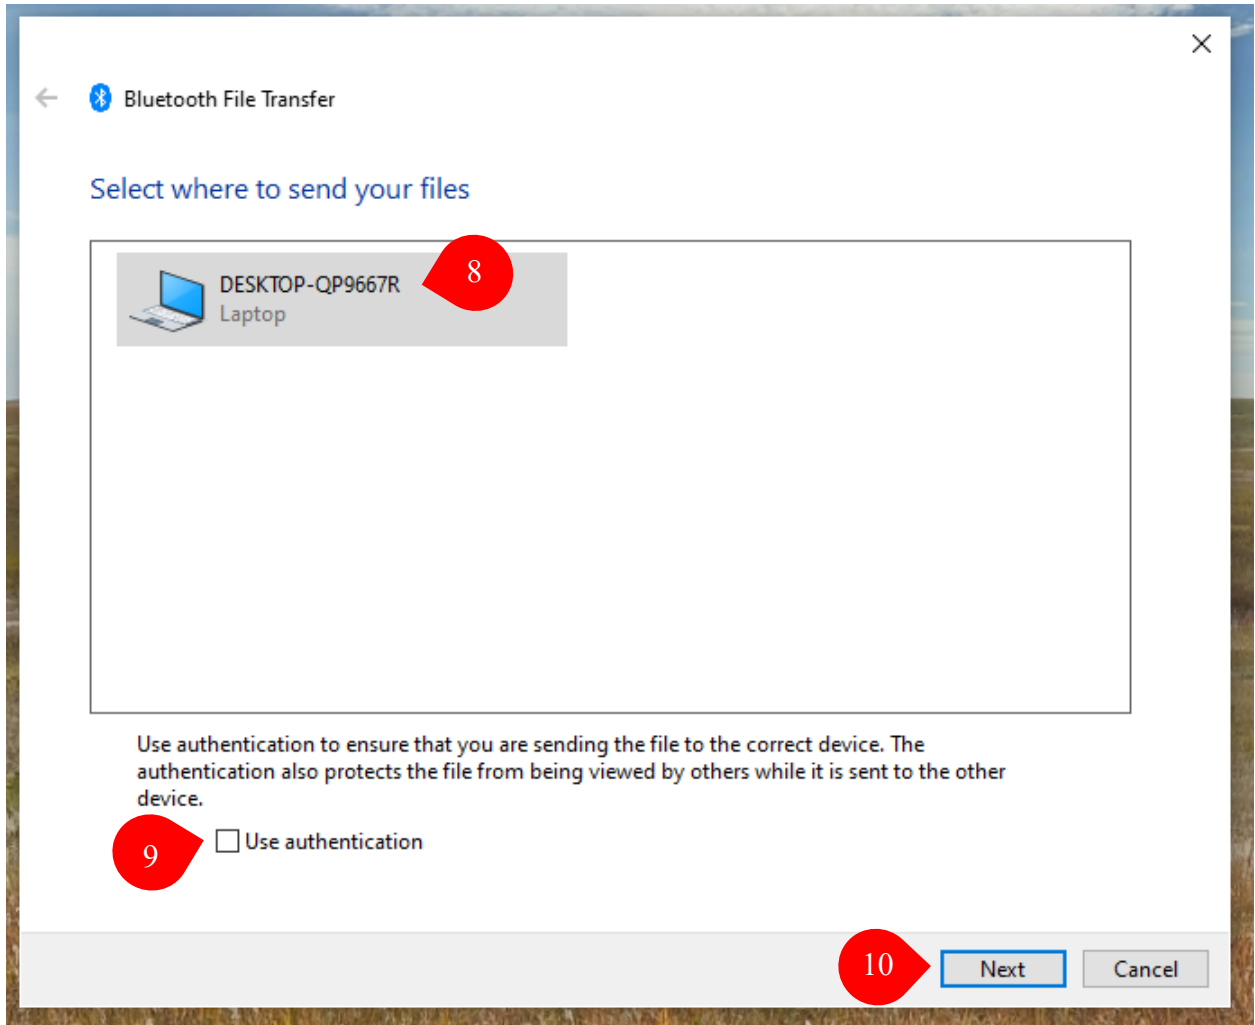 Bluetooth File Transfer
Select where to send your files
DESKTOP-QP9667R
8
Laptop
Use authentication to ensure that you are sending the file to the correct device. The
authentication also protects the file from being viewed by others while it is sent to the other
device.
9
Use authentication
10
Next
Cancel